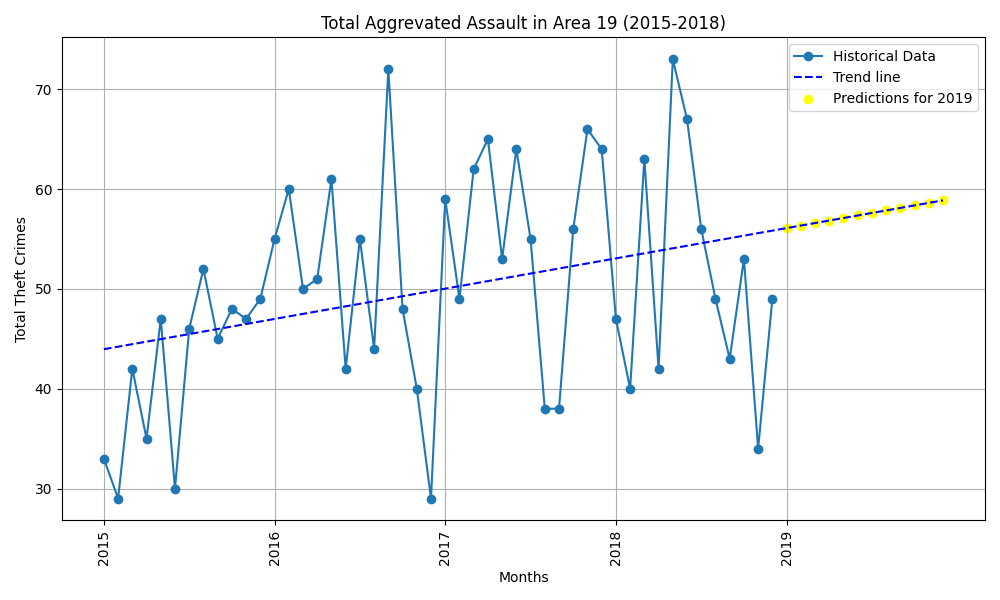 Total Aggrevated Assault in Area 19 (2015-2018)
Historical Data
Trend line
Predictions for 2019
Total Theft Crimes
70
60
50
40
30
2015
2016
2017
2018
2019
Months